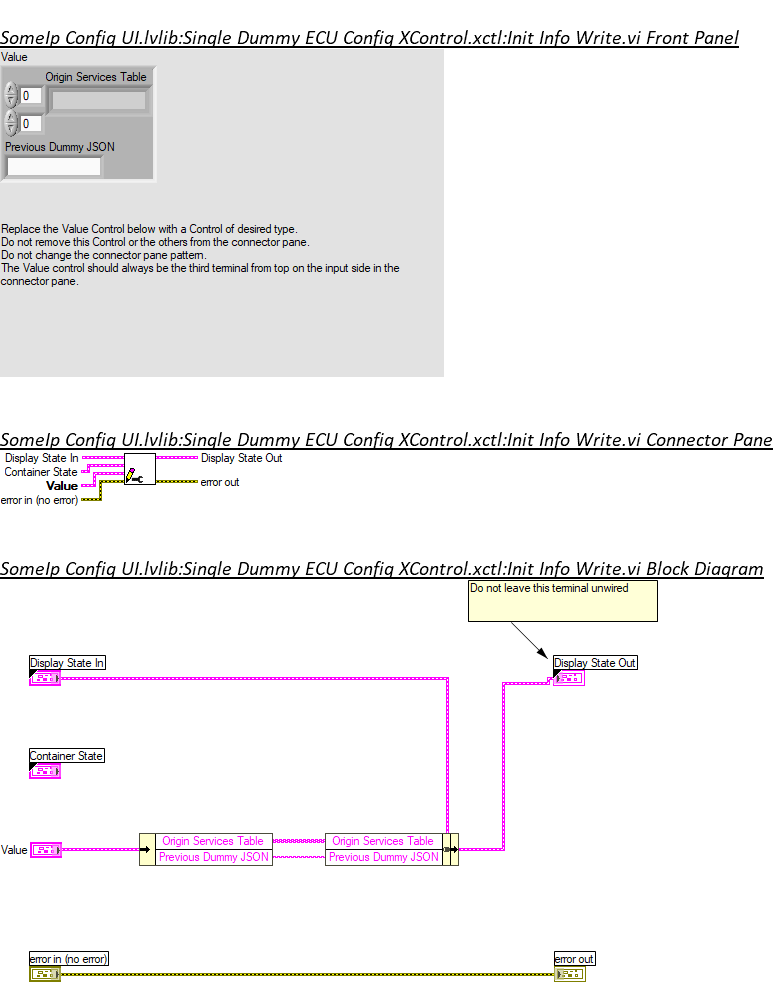 SomeIp Config UI.lvlib:Single Dummy ECU Config XControl.xctl:Init Info Write.vi Front Panel
Value
Origin Services Table
0
0
Previous Dummy JSON
Replace the Value Control below with a Control of desired type.
Do not remove this Control or the others from the connector pane.
Do not change the connector pane pattern.
The Value control should always be the third terminal from top on the input side in the
connector pane.
SomeIp Config UI.lvlib:Single Dummy ECU Config XControl.xctl:Init Info Write.vi Connector Pane
Display State In
Display State Out
Container State
Value
error out
error in (no error)
SomeIp Config UI.lvlib:Single Dummy ECU Config XControl.xctl:Init Info Write.vi Block Diagram
Do not leave this terminal unwired
Display State In
Display State Out
Container State
Value
Origin Services Table
Origin Services Table
Previous Dummy JSON
Previous Dummy JSON
error in (no error)
error out